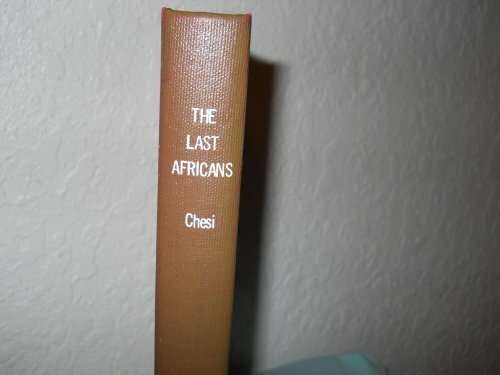 THE
LAST
AFRICANS
Chesi